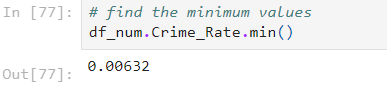 In [77]: # find the minimum values
df_num.Crime_Rate.min()
Out[77]: 0.00632